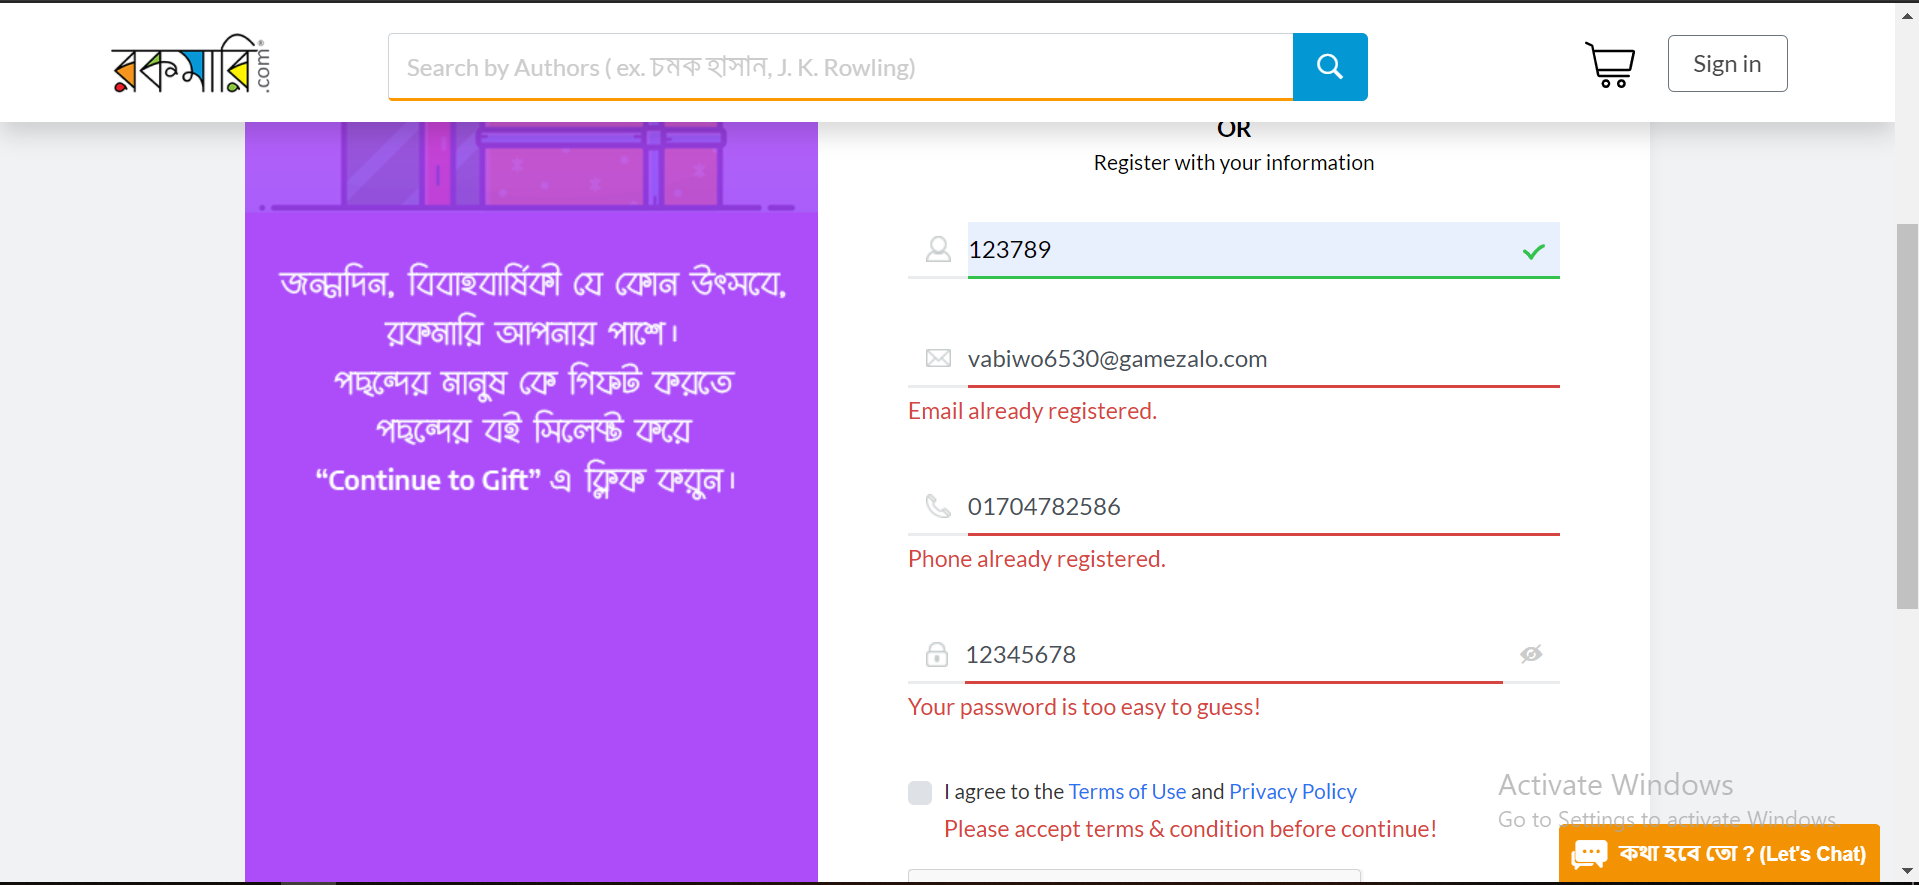 রকমারি.com®
Search by Authors ( ex. চমক হাসান, J. K. Rowling)
Sign in
জন্মদিন, বিবাহবার্ষিকী যে কোন উৎসবে,
রকমারি আপনার পাশে।
পছন্দের মানুষ কে গিফট করতে
পছন্দের বই সিলেক্ট করে
“Continue to Gift” এ ক্লিক করুন।
OR
Register with your information
123789
vabiwo6530@gamezalo.com
Email already registered.
01704782586
Phone already registered.
12345678
Your password is too easy to guess!
I agree to the Terms of Use and Privacy Policy
Please accept terms & condition before continue!
Activate Windows
Go to Settings to activate Windows.
কথা হবে তো ? (Let's Chat)